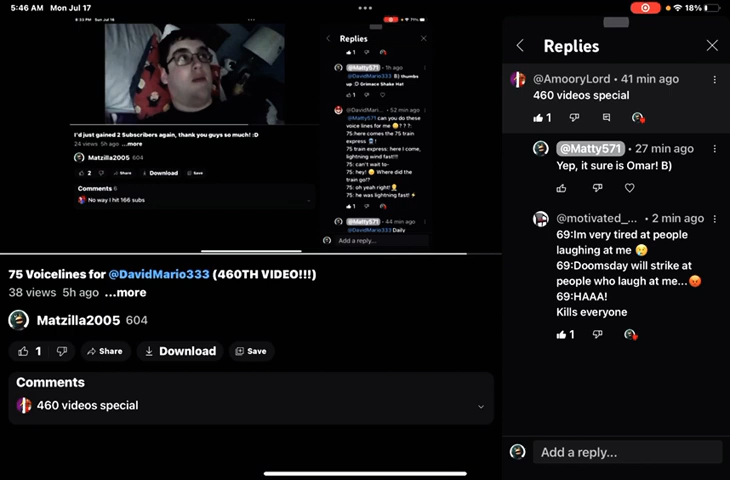 5:46 AM Mon Jul 17
18%
Replies
1
@Matty571 • 1h ago
@DavidMario333 B) thumbs
up :D Grimace Shake Hat
1
@DavidMari... • 52 min ago
@Matty571 can you do these
voice lines for me ? ? ?:
75:here comes the 75 train
express !
75 train express: here I come,
lightning wind fast!!!
75: can't wait to-
75: hey! Where did the
train go!?
75: oh yeah right!
75: he was lightning fast!
1
@Matty571 • 44 min ago
@DavidMario333 Daily
Add a reply...
I'd just gained 2 Subscribers again, thank you guys so much! :D
24 views 5h ago ...more
Matzilla2005 604
2 Share Download Save
Comments 6
No way I hit 166 subs
75 Voicelines for @DavidMario333 (460TH VIDEO!!!)
38 views 5h ago ...more
Matzilla2005 604
1 Share Download Save
Comments
460 videos special
Replies
@AmooryLord • 41 min ago
460 videos special
1
@Matty571 • 27 min ago
Yep, it sure is Omar! B)
@motivated_... • 2 min ago
69:Im very tired at people
laughing at me 😢
69:Doomsday will strike at
people who laugh at me...😡
69:HAAA!
Kills everyone
1
Add a reply...